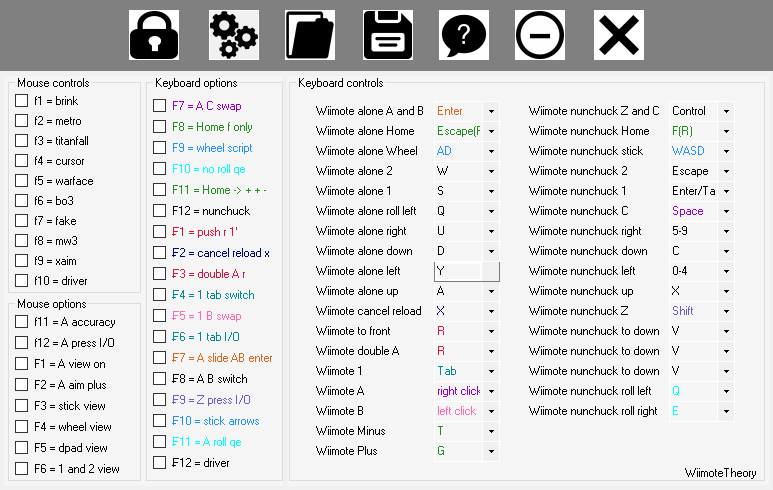 Mouse controls
f1 = brink
f2 = metro
f3 = titanfall
f4 = cursor
f5 = warface
f6 = bo3
f7 = fake
f8 = mw3
f9 = xaim
f10 = driver
Mouse options
f11 = A accuracy
f12 = A press I/O
F1 = A view on
F2 = A aim plus
F3 = stick view
F4 = wheel view
F5 = dpad view
F6 = 1 and 2 view
Keyboard options
F7 = A C swap
F8 = Home f only
F9 = wheel script
F10 = no roll qe
F11 = Home -> + + -
F12 = nunchuck
F1 = push r 1'
F2 = cancel reload x
F3 = double A r
F4 = 1 tab switch
F5 = 1 B swap
F6 = 1 tab I/O
F7 = A slide AB enter
F8 = A B switch
F9 = Z press I/O
F10 = stick arrows
F11 = A roll qe
F12 = driver
Keyboard controls
Wiimote alone A and B Enter
Wiimote alone Home Escape(F
Wiimote alone Wheel AD
Wiimote alone 2 W
Wiimote alone 1 S
Wiimote alone roll left Q
Wiimote alone right U
Wiimote alone down D
Wiimote alone left Y
Wiimote alone up A
Wiimote cancel reload X
Wiimote to front R
Wiimote double A R
Wiimote 1 Tab
Wiimote A right click
Wiimote B left click
Wiimote Minus T
Wiimote Plus G
Wiimote nunchuck Z and C Control
Wiimote nunchuck Home F(R)
Wiimote nunchuck stick WASD
Wiimote nunchuck 2 Escape
Wiimote nunchuck 1 Enter/Ta
Wiimote nunchuck C Space
Wiimote nunchuck right 5-9
Wiimote nunchuck down C
Wiimote nunchuck left 0-4
Wiimote nunchuck up X
Wiimote nunchuck Z Shift
Wiimote nunchuck to down V
Wiimote nunchuck to down V
Wiimote nunchuck to down V
Wiimote nunchuck roll left Q
Wiimote nunchuck roll right E
WiimoteTheory